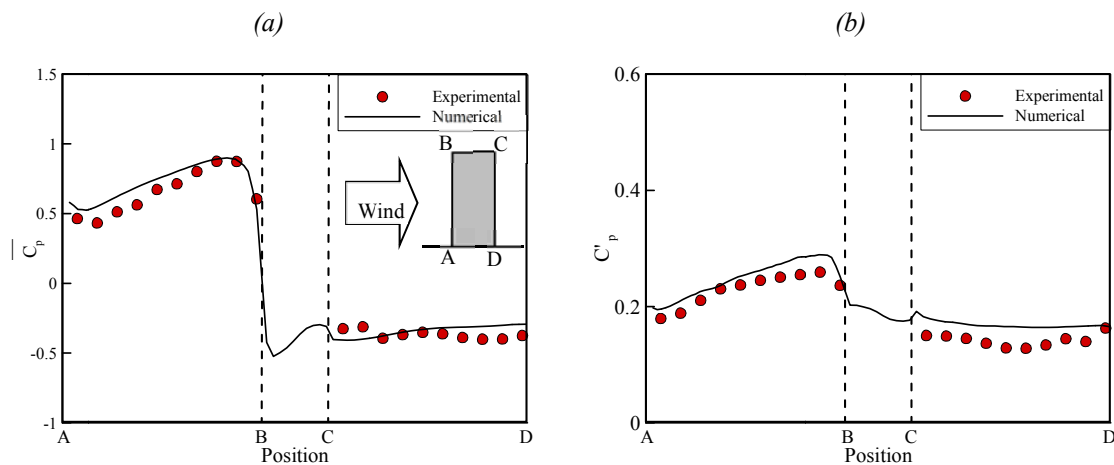 (a)
(b)
1.5
1
0.5
0
-0.5
-1
C̅p
A
B
C
D
Position
Experimental
Numerical
B
C
Wind
A
D
0.6
0.4
0.2
0
C'p
A
B
C
D
Position
Experimental
Numerical